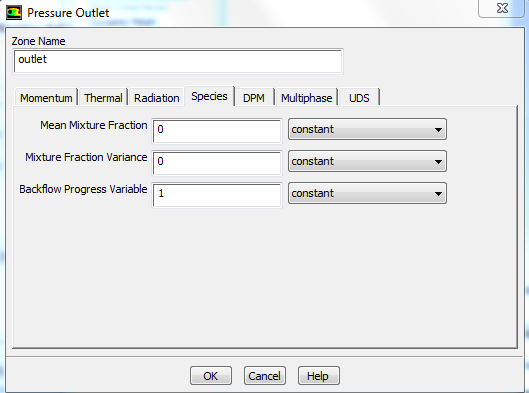 Pressure Outlet
Zone Name
outlet
Momentum Thermal Radiation Species DPM Multiphase UDS
Mean Mixture Fraction 0 constant
Mixture Fraction Variance 0 constant
Backflow Progress Variable 1 constant
OK Cancel Help